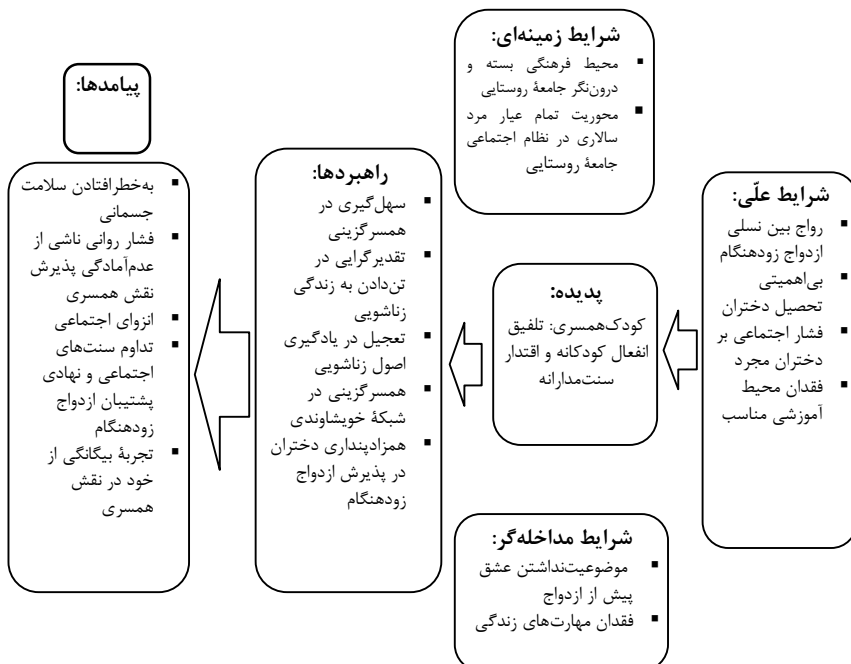 شرایط زمینه‌ای:
▪ محیط فرهنگی بسته و
درون‌نگر جامعۀ روستایی
▪ محوریت تمام عیار مرد
سالاری در نظام اجتماعی
جامعۀ روستایی
شرایط علّی:
▪ رواج بین نسلی
ازدواج زودهنگام
▪ بی‌اهمیتی
تحصیل دختران
▪ فشار اجتماعی بر
دختران مجرد
▪ فقدان محیط
آموزشی مناسب
پدیده:
کودک‌همسری: تلفیق
انفعال کودکانه و اقتدار
سنت‌مدارانه
شرایط مداخله‌گر:
▪ موضوعیت‌نداشتن عشق
پیش از ازدواج
▪ فقدان مهارت‌های زندگی
راهبردها:
▪ سهل‌گیری در
همسرگزینی
▪ تقدیرگرایی در
تن‌دادن به زندگی
زناشویی
▪ تعجیل در یادگیری
اصول زناشویی
▪ همسرگزینی در
شبکۀ خویشاوندی
▪ همزادپنداری دختران
در پذیرش ازدواج
زودهنگام
پیامدها:
▪ به‌خطرافتادن سلامت
جسمانی
▪ فشار روانی ناشی از
عدم‌آمادگی پذیرش
نقش همسری
▪ انزوای اجتماعی
▪ تداوم سنت‌های
اجتماعی و نهادی
پشتیبان ازدواج
زودهنگام
▪ تجربۀ بیگانگی از
خود در نقش
همسری